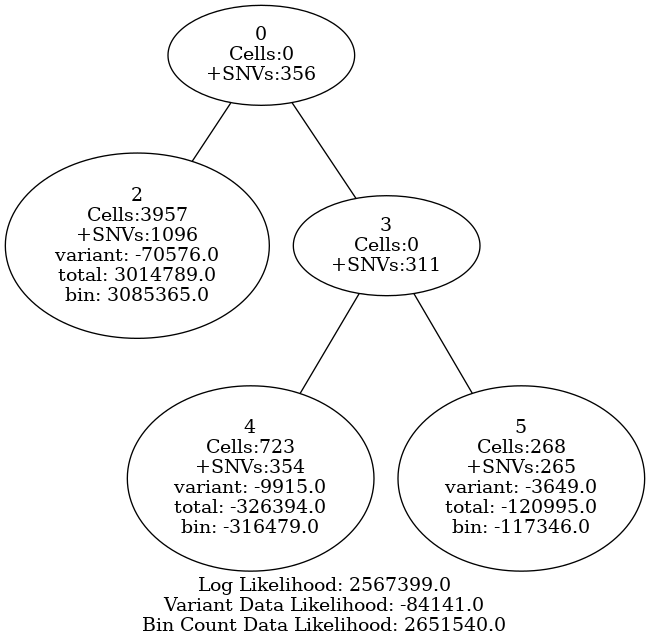 0
Cells:0
+SNVs:356
2
Cells:3957
+SNVs:1096
variant: -70576.0
total: 3014789.0
bin: 3085365.0
3
Cells:0
+SNVs:311
4
Cells:723
+SNVs:354
variant: -9915.0
total: -326394.0
bin: -316479.0
5
Cells:268
+SNVs:265
variant: -3649.0
total: -120995.0
bin: -117346.0
Log Likelihood: 2567399.0
Variant Data Likelihood: -84141.0
Bin Count Data Likelihood: 2651540.0